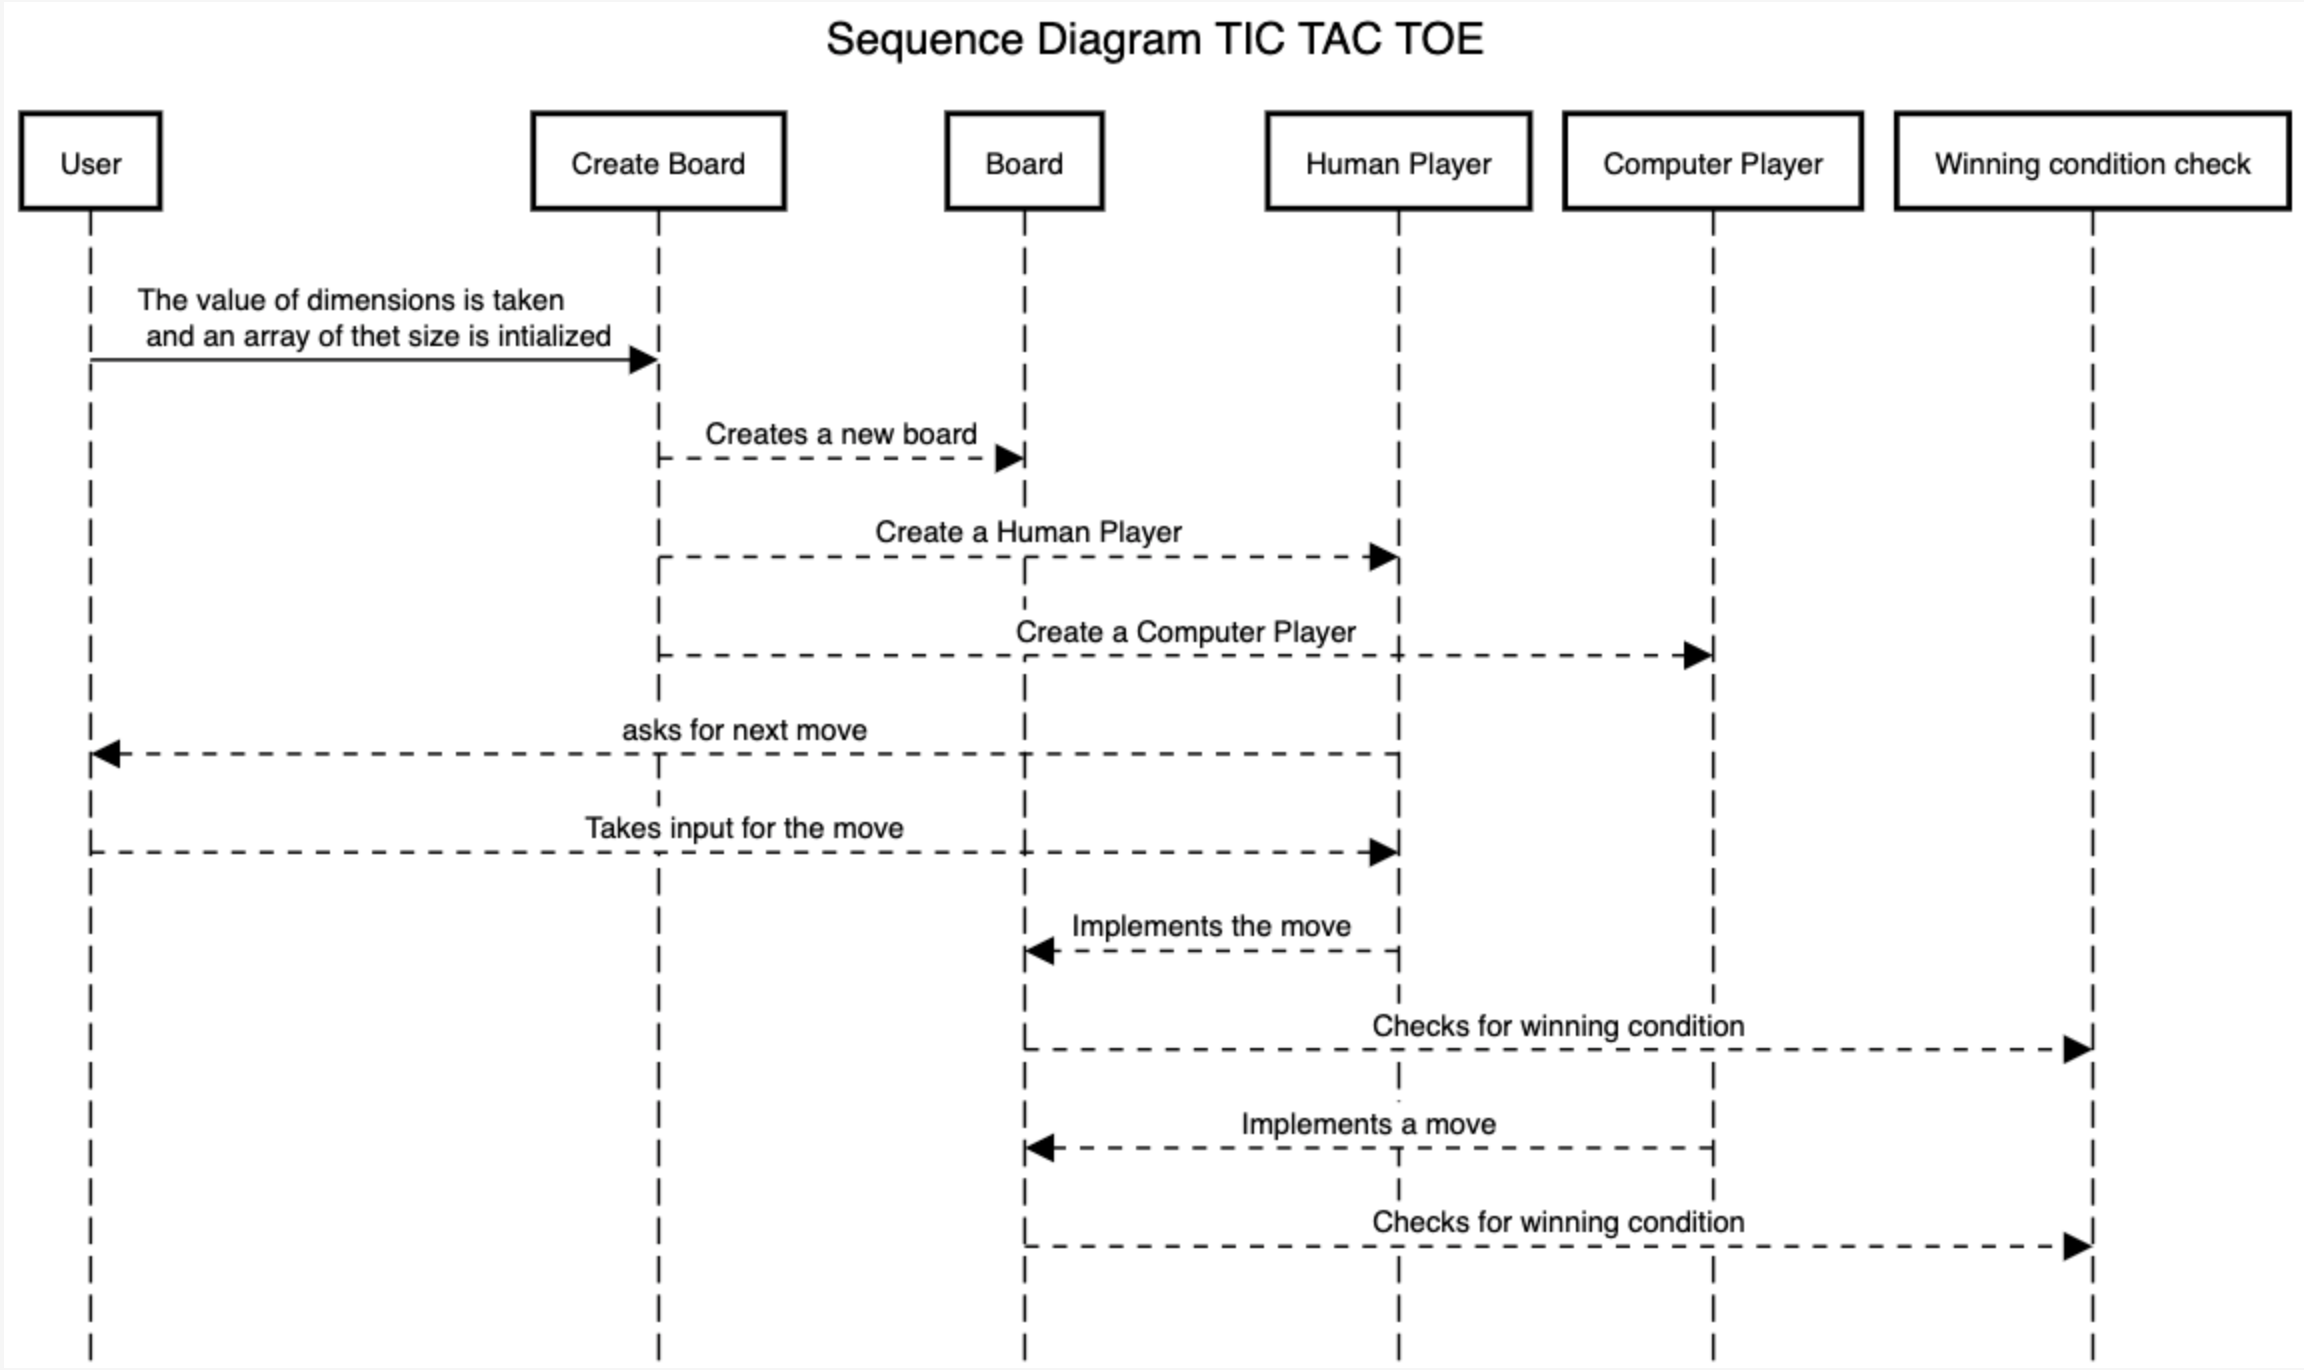 Sequence Diagram TIC TAC TOE
User
Create Board
Board
Human Player
Computer Player
Winning condition check
The value of dimensions is taken
and an array of thet size is intialized
Creates a new board
Create a Human Player
Create a Computer Player
asks for next move
Takes input for the move
Implements the move
Checks for winning condition
Implements a move
Checks for winning condition